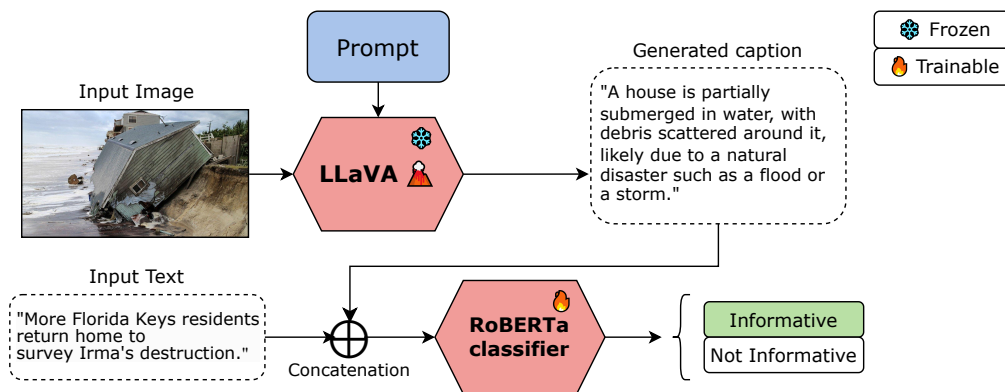 Prompt
Generated caption
Frozen
Trainable
Input Image
"A house is partially
submerged in water, with
debris scattered around it,
likely due to a natural
disaster such as a flood or
a storm."
LLaVA
Input Text
"More Florida Keys residents
return home to
survey Irma's destruction."
Concatenation
RoBERTa
classifier
Informative
Not Informative